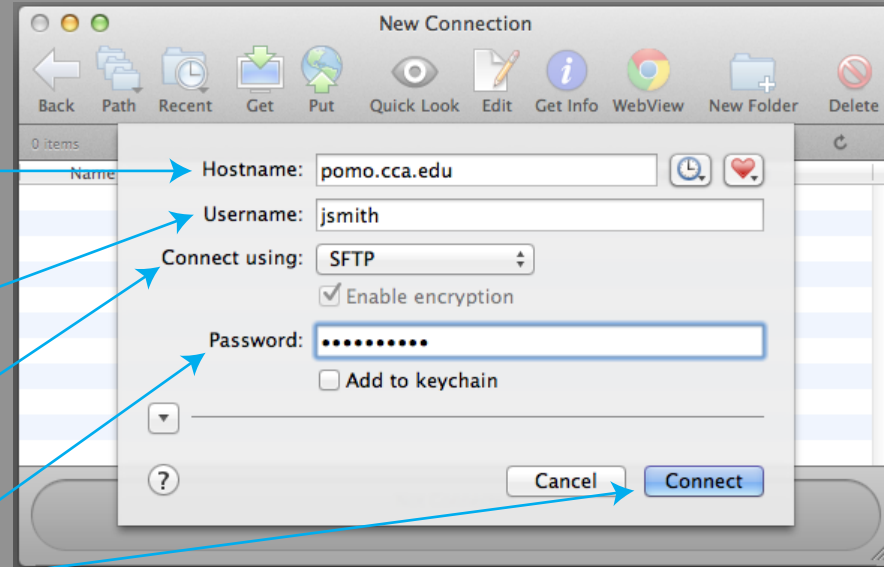 New Connection
Back Path Recent Get Put Quick Look Edit Get Info WebView New Folder Delete
0 items
Name
Hostname: pomo.cca.edu
Username: jsmith
Connect using: SFTP
Enable encryption
Password: ••••••••••
Add to keychain
?
Cancel Connect